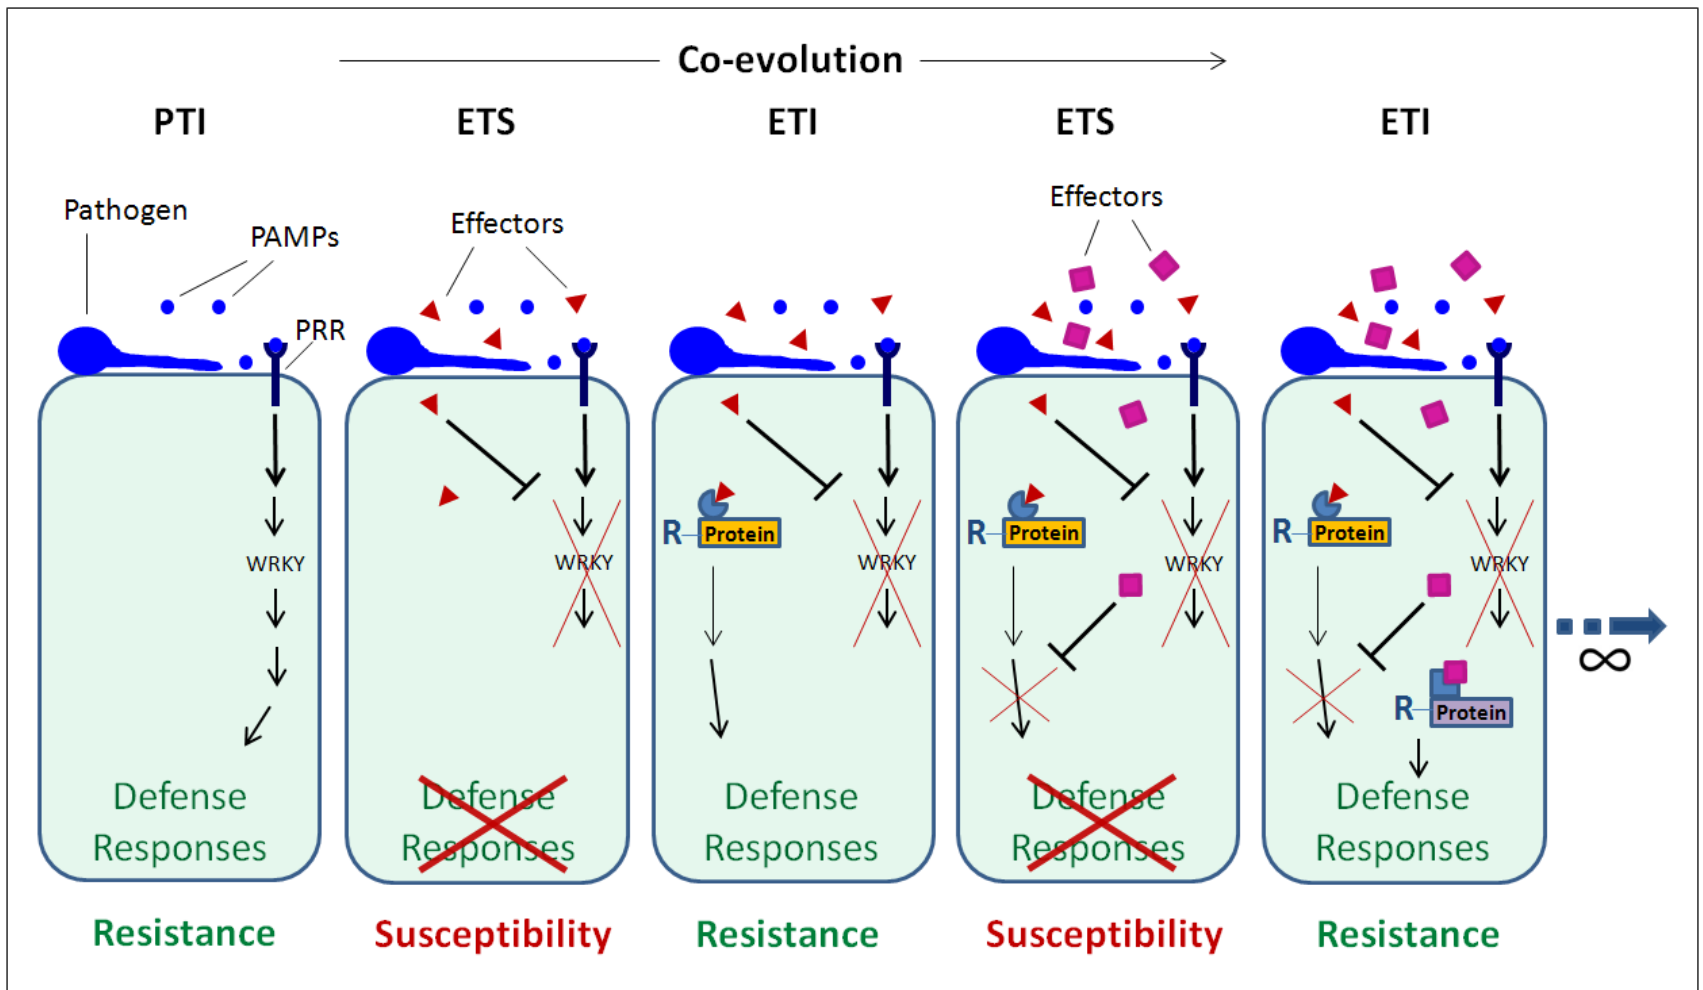 Co-evolution
PTI
ETS
ETI
ETS
ETI
Pathogen
PAMPs
PRR
Effectors
Effectors
WRKY
WRKY
WRKY
WRKY
WRKY
R
Protein
R
Protein
R
Protein
R
Protein
∞
Defense
Responses
Defense
Responses
Defense
Responses
Defense
Responses
Defense
Responses
Resistance
Susceptibility
Resistance
Susceptibility
Resistance